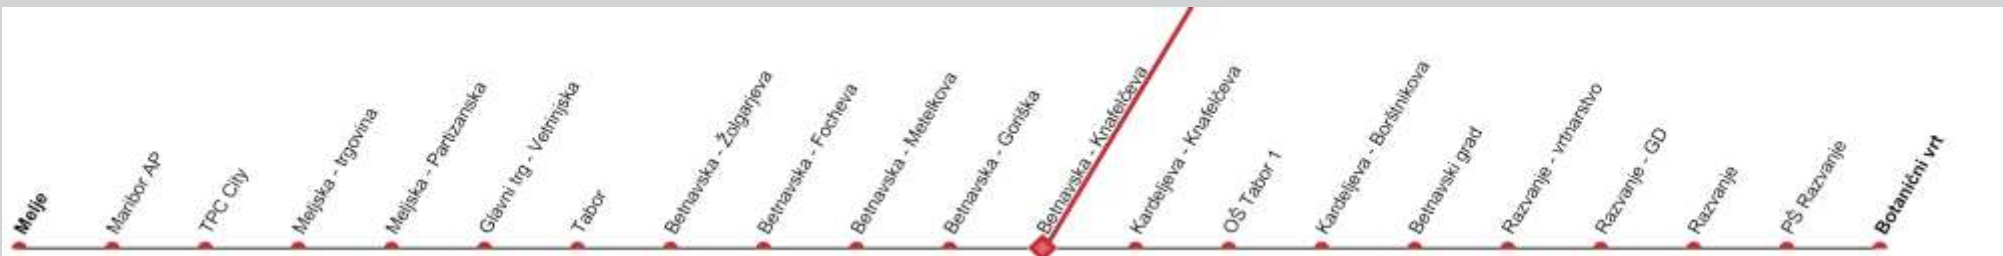 Melje
Maribor AP
TPC City
Meljska - trgovina
Meljska - Partizanska
Glavni trg - Vetrinjska
Tabor
Betnavska - Žolgarjeva
Betnavska - Focheva
Betnavska - Metelkova
Betnavska - Goriška
Betnavska - Knafelčeva
Kardeljeva - Knafelčeva
OŠ Tabor 1
Kardeljeva - Borštnikova
Betnavski grad
Razvanje - vrtnarstvo
Razvanje - GD
Razvanje
PŠ Razvanje
Botanični vrt